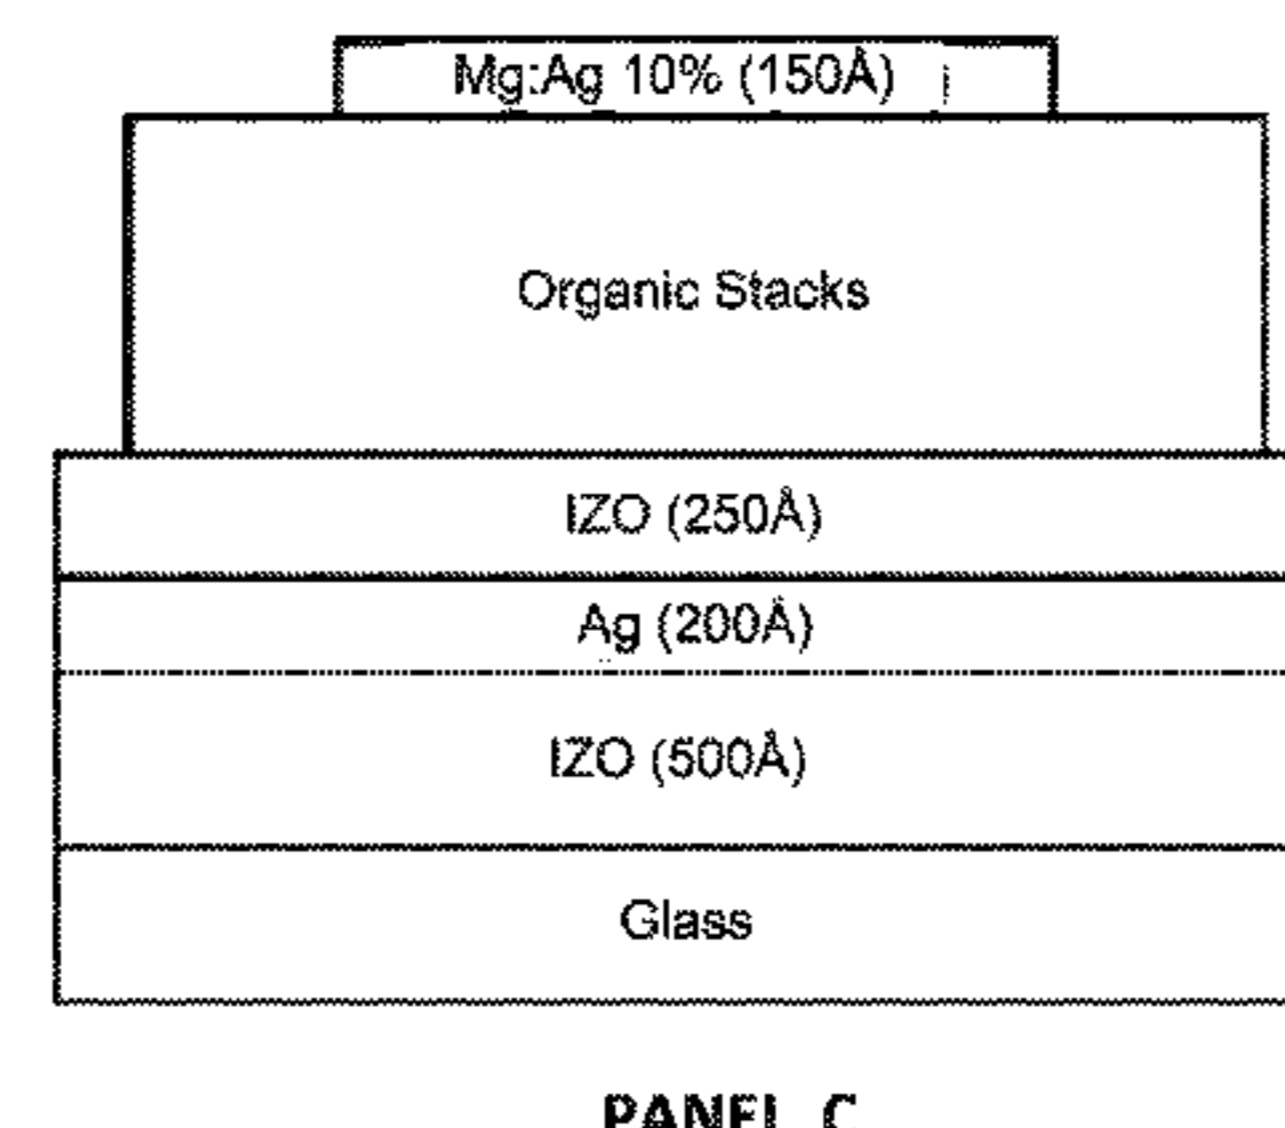 Mg:Ag 10% (150Å)
Organic Stacks
IZO (250Å)
Ag (200Å)
IZO (500Å)
Glass
PANEL C